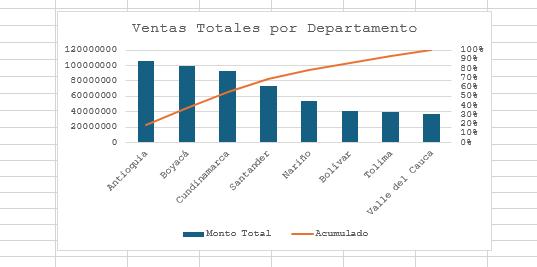 Ventas Totales por Departamento
120000000
100000000
80000000
60000000
40000000
20000000
0
100%
90%
80%
70%
60%
50%
40%
30%
20%
10%
0%
Antioquia
Boyacá
Cundinamarca
Santander
Nariño
Bolívar
Tolima
Valle del Cauca
Monto Total
Acumulado